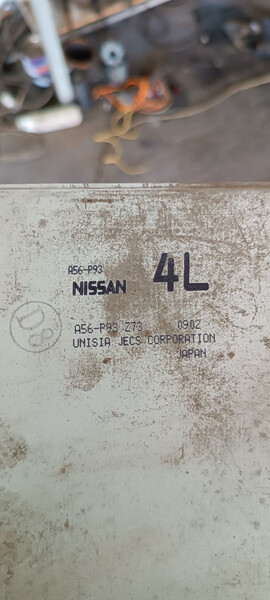 A56-P93
NISSAN 4L
A56-P93 Z73 0902
UNISIA JECS CORPORATION
JAPAN